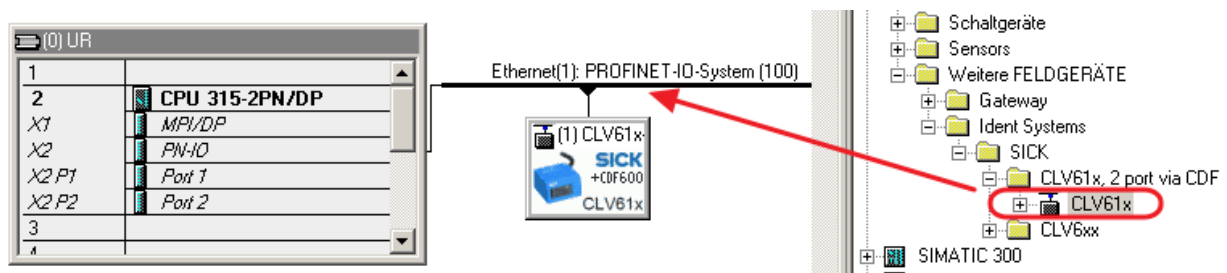 (0) UR
1
2 CPU 315-2PN/DP
X1 MPI/DP
X2 PN-IO
X2 P1 Port 1
X2 P2 Port 2
3
Ethernet(1): PROFINET-IO-System (100)
(1) CLV61x
SICK
+CDF600
CLV61x
Schaltgeräte
Sensors
Weitere FELDGERÄTE
Gateway
Ident Systems
SICK
CLV61x, 2 port via CDF
CLV61x
CLV6xx
SIMATIC 300